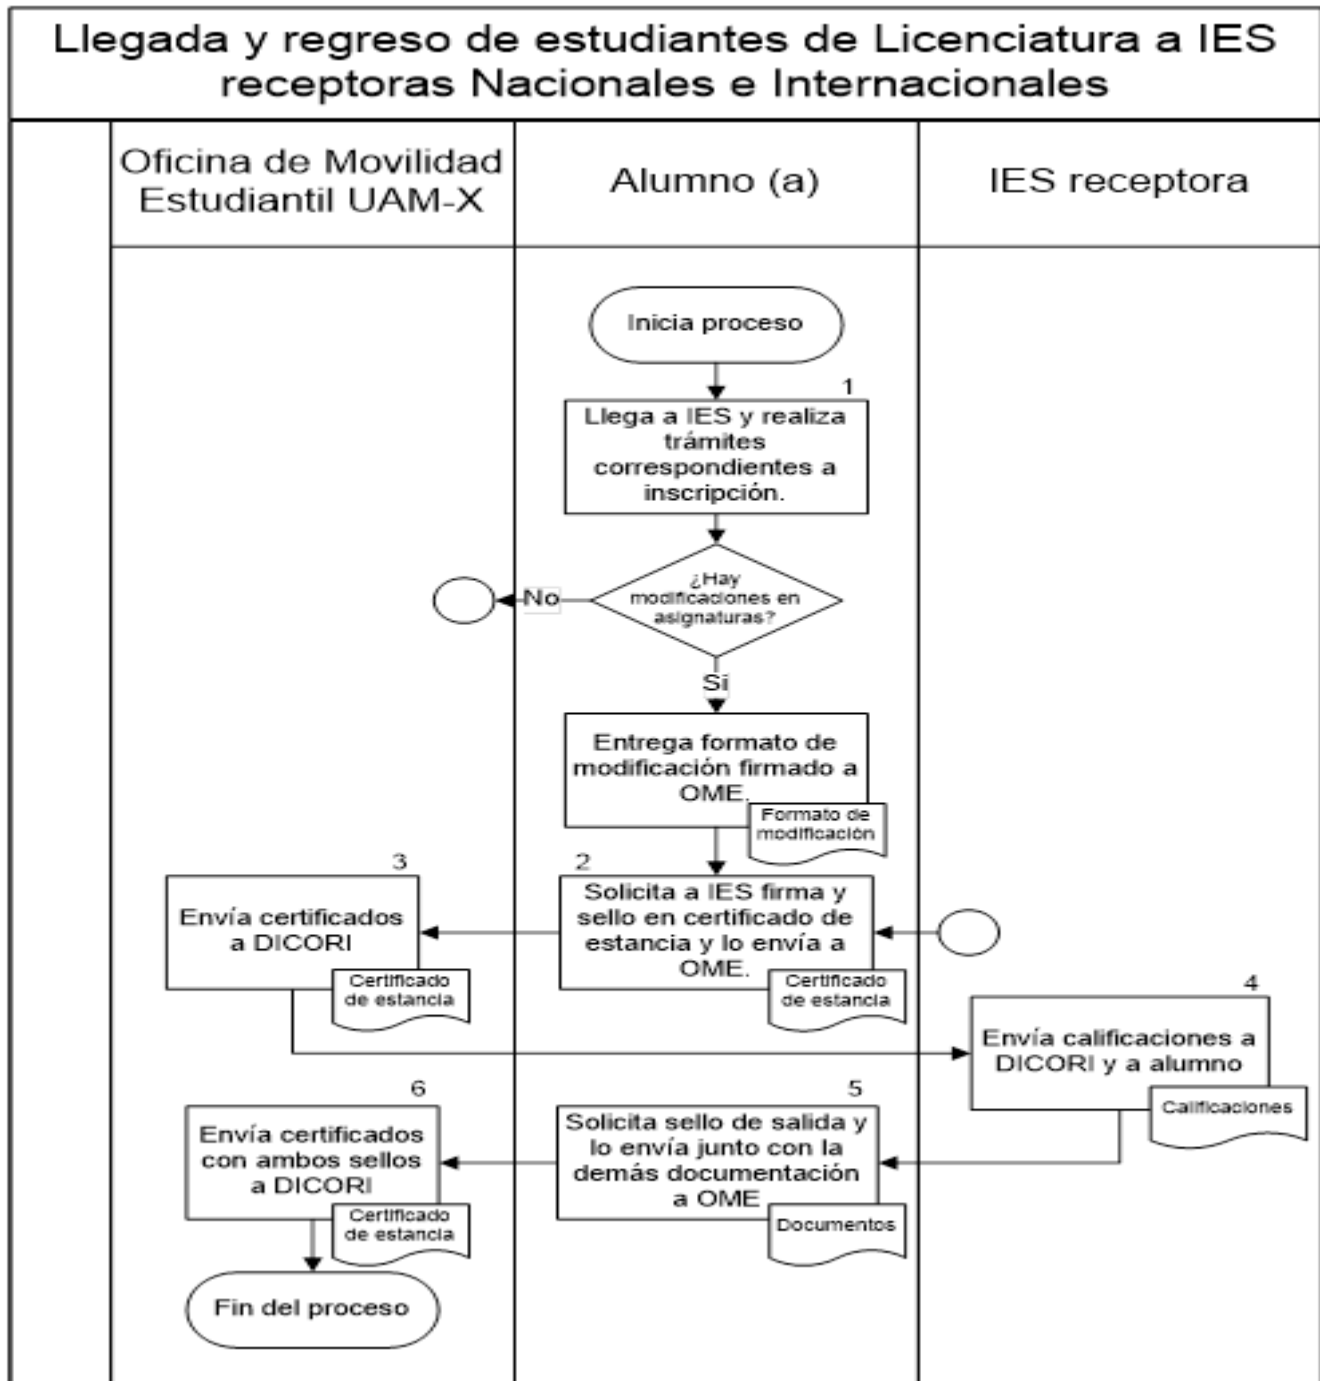 Llegada y regreso de estudiantes de Licenciatura a IES
receptoras Nacionales e Internacionales
Oficina de Movilidad
Estudiantil UAM-X
Alumno (a)
IES receptora
Inicia proceso
1
Llega a IES y realiza
trámites
correspondientes a
inscripción.
¿Hay
modificaciones en
asignaturas?
No
Si
Entrega formato de
modificación firmado a
OME.
Formato de
modificación
2
Solicita a IES firma y
sello en certificado de
estancia y lo envía a
OME.
Certificado
de estancia
3
Envía certificados
a DICORI
Certificado
de estancia
4
Envía calificaciones a
DICORI y a alumno
Calificaciones
5
Solicita sello de salida y
lo envía junto con la
demás documentación
a OME
Documentos
6
Envía certificados
con ambos sellos
a DICORI
Certificado
de estancia
Fin del proceso